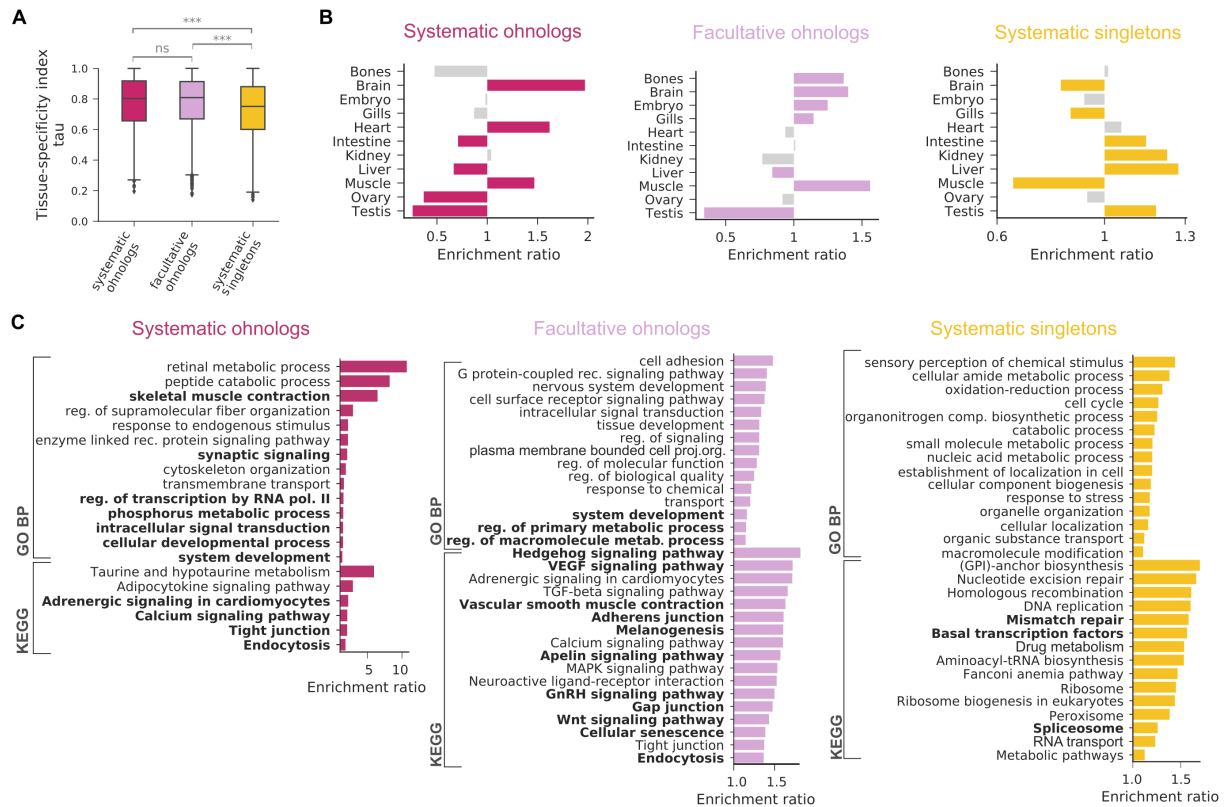 A
***
ns
***
Tissue-specificity index
tau
1.0
0.8
0.6
0.4
0.2
0.0
systematic
ohnologs
facultative
ohnologs
systematic
singletons
B
Systematic ohnologs
Bones
Brain
Embryo
Gills
Heart
Intestine
Kidney
Liver
Muscle
Ovary
Testis
0.5
1
1.5
2
Enrichment ratio
Facultative ohnologs
Bones
Brain
Embryo
Gills
Heart
Intestine
Kidney
Liver
Muscle
Ovary
Testis
0.5
1
1.5
Enrichment ratio
Systematic singletons
Bones
Brain
Embryo
Gills
Heart
Intestine
Kidney
Liver
Muscle
Ovary
Testis
0.6
1
1.3
Enrichment ratio
C
Systematic ohnologs
GO BP
retinal metabolic process
peptide catabolic process
skeletal muscle contraction
reg. of supramolecular fiber organization
response to endogenous stimulus
enzyme linked rec. protein signaling pathway
synaptic signaling
cytoskeleton organization
transmembrane transport
reg. of transcription by RNA pol. II
phosphorus metabolic process
intracellular signal transduction
cellular developmental process
system development
KEGG
Taurine and hypotaurine metabolism
Adipocytokine signaling pathway
Adrenergic signaling in cardiomyocytes
Calcium signaling pathway
Tight junction
Endocytosis
5
10
Enrichment ratio
Facultative ohnologs
GO BP
cell adhesion
G protein-coupled rec. signaling pathway
nervous system development
cell surface receptor signaling pathway
intracellular signal transduction
tissue development
reg. of signaling
plasma membrane bounded cell proj.org.
reg. of molecular function
reg. of biological quality
response to chemical
transport
system development
reg. of primary metabolic process
reg. of macromolecule metab. process
KEGG
Hedgehog signaling pathway
VEGF signaling pathway
Adrenergic signaling in cardiomyocytes
TGF-beta signaling pathway
Vascular smooth muscle contraction
Adherens junction
Melanogenesis
Calcium signaling pathway
Apelin signaling pathway
MAPK signaling pathway
Neuroactive ligand-receptor interaction
GnRH signaling pathway
Gap junction
Wnt signaling pathway
Cellular senescence
Tight junction
Endocytosis
1.0
1.5
Enrichment ratio
Systematic singletons
GO BP
sensory perception of chemical stimulus
cellular amide metabolic process
oxidation-reduction process
cell cycle
organonitrogen comp. biosynthetic process
catabolic process
small molecule metabolic process
nucleic acid metabolic process
establishment of localization in cell
cellular component biogenesis
response to stress
organelle organization
cellular localization
organic substance transport
macromolecule modification
KEGG
(GPI)-anchor biosynthesis
Nucleotide excision repair
Homologous recombination
DNA replication
Mismatch repair
Basal transcription factors
Drug metabolism
Aminoacyl-tRNA biosynthesis
Fanconi anemia pathway
Ribosome
Ribosome biogenesis in eukaryotes
Peroxisome
Spliceosome
RNA transport
Metabolic pathways
1.0
1.5
Enrichment ratio